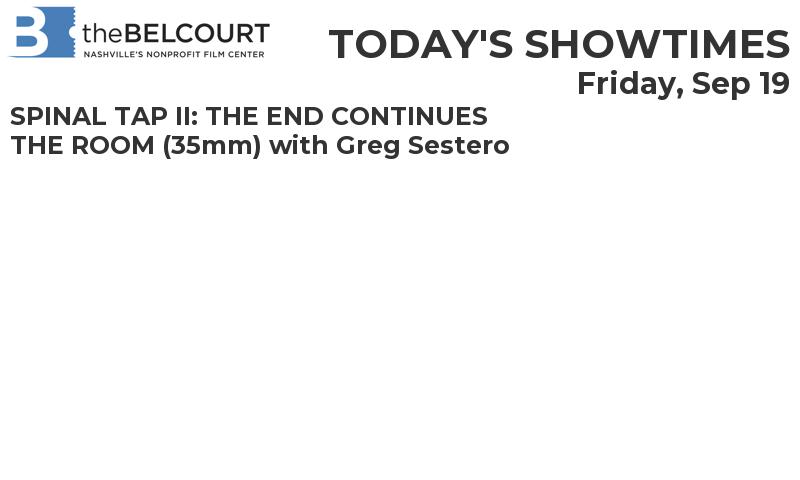 B theBELCOURT
NASHVILLE'S NONPROFIT FILM CENTER
TODAY'S SHOWTIMES
Friday, Sep 19
SPINAL TAP II: THE END CONTINUES
THE ROOM (35mm) with Greg Sestero